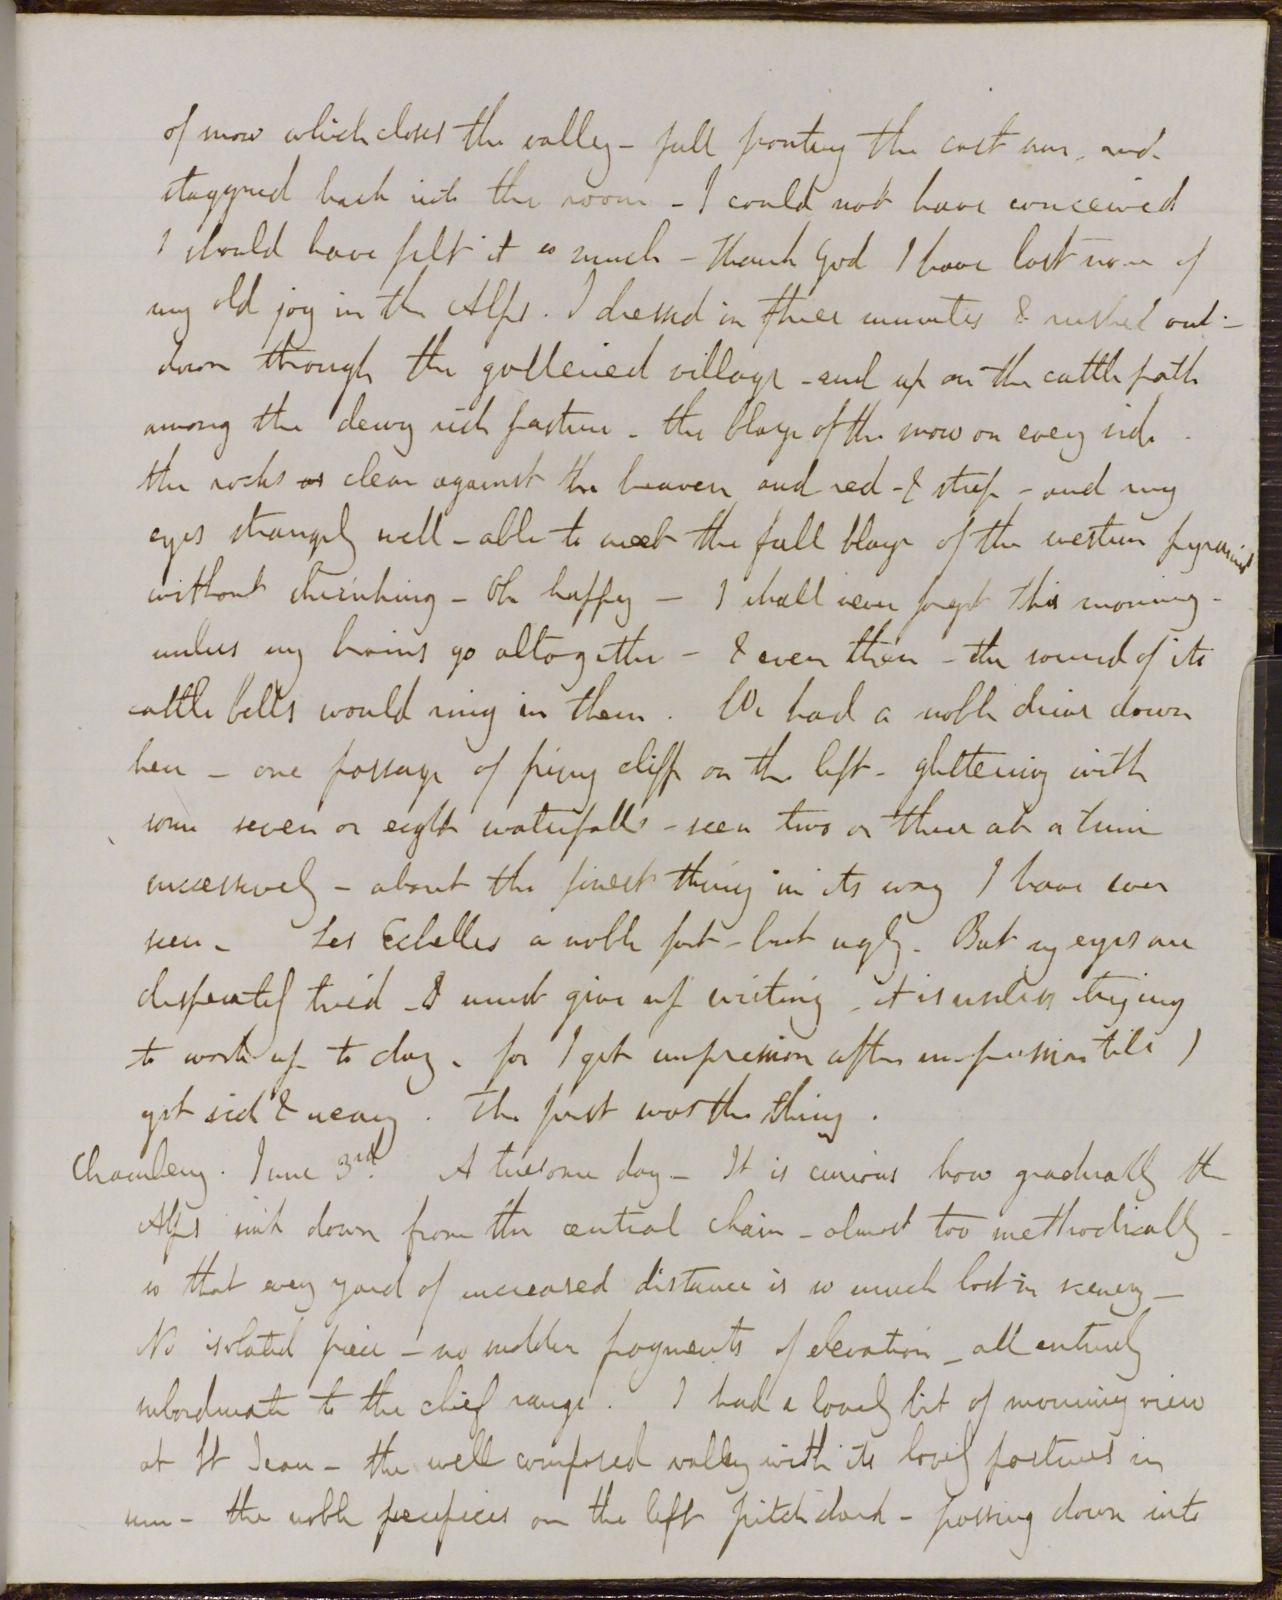 of snow which closes the valley - full fronting the east sun, and
staggered back into the room - I could not have conceived
I should have felt it so much - thank God I have lost none of
my old joy in the Alps. I dressed in three minutes & rushed out -
down through the galleried village - and up on the cattle path
among the dewy rich pasture - the blaze of the snow on every side -
the rocks as clear against the heaven and red - & steep - and my
eyes strangely well - able to meet the full blaze of the western pyramid
without shrinking - Oh happy - I shall never forget this morning -
unless my brains go altogether - & even then - the sound of its
cattle bells would ring in them. We had a noble drive down
here - one passage of piny cliff on the left - glittering with
some seven or eight waterfalls - seen two or three at a time
successively - about the finest thing in its way I have ever
seen - Les Echelles a noble fort - but ugly. But my eyes are
desperately tired - I must give up writing, it is useless trying
to work up to day, for I get impression after impression till I
get sick & weary. The first was the thing.
Chambery. June 3rd. A tiresome day - It is curious how gradually the
Alps sink down from the central chain - almost too methodically -
so that every yard of increased distance is so much lost in scenery -
No isolated piece - no sudden fragments of elevation - all entirely
subordinate to the chief range. I had a lovely bit of morning view
at St Jean - the well composed valley with its lovely pastures in
sun - the noble precipices on the left pitch dark - passing down into